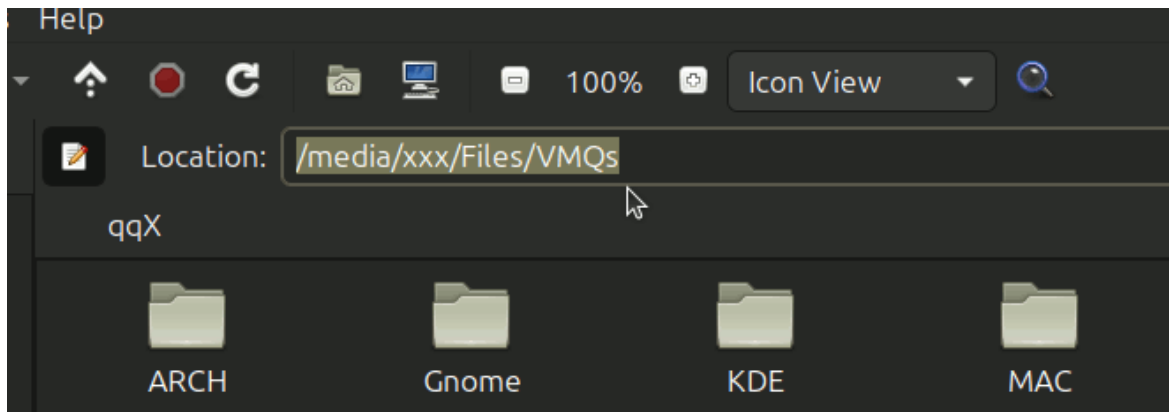 Help
100% Icon View
Location: /media/xxx/Files/VMQs
qqX
ARCH Gnome KDE MAC